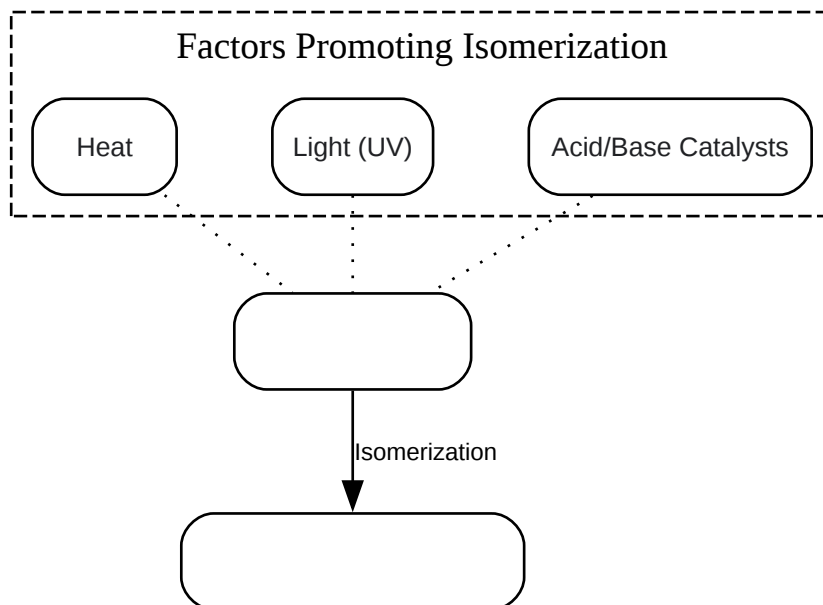 Factors Promoting Isomerization
Heat
Light (UV)
Acid/Base Catalysts
Isomerization